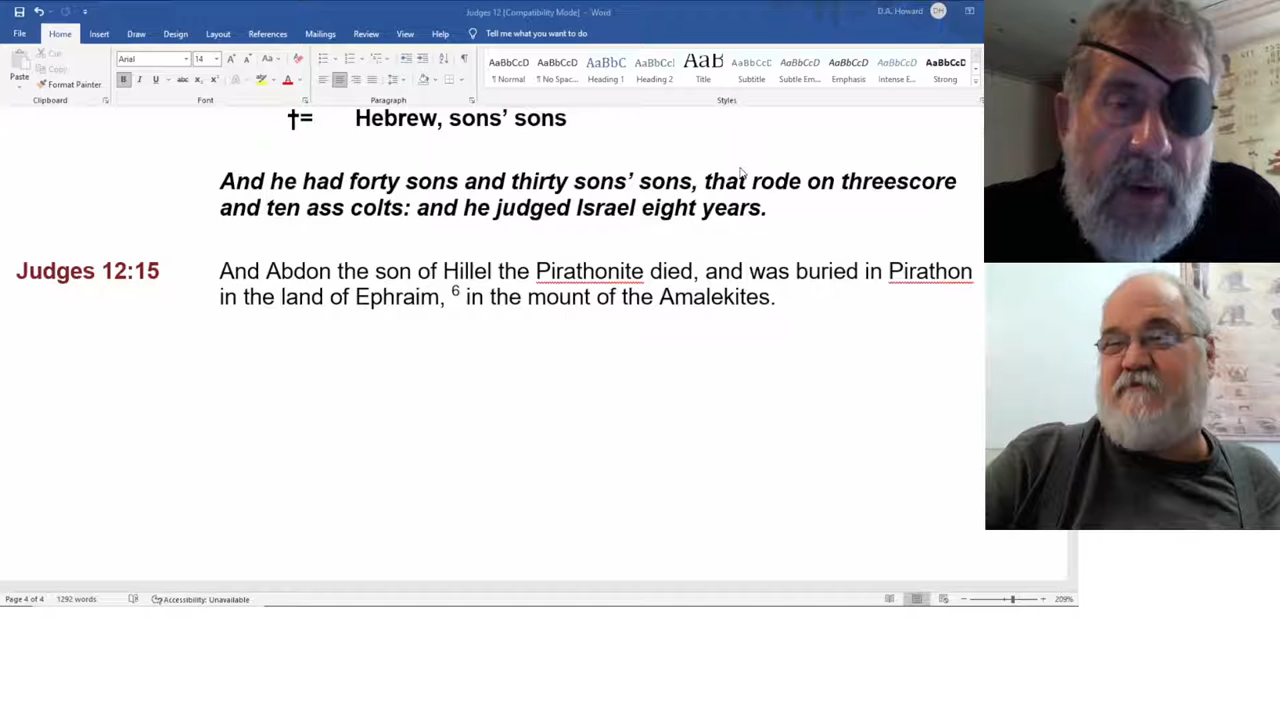 Judges 12 [Compatibility Mode] - Word
D.A. Howard DH
File Home Insert Draw Design Layout References Mailings Review View Help Tell me what you want to do
Paste
Cut
Copy
Format Painter
Clipboard
Arial 14
Font
Paragraph
AaBbCcD AaBbCcD AaBbC AaBbCcC AaB AaBbCcC AaBbCcD AaBbCcD AaBbCcD AaBbCcD
¶ Normal ¶ No Spac... Heading 1 Heading 2 Title Subtitle Subtle Em... Emphasis Intense E... Strong
Styles
†= Hebrew, sons’ sons
And he had forty sons and thirty sons’ sons, that rode on threescore
and ten ass colts: and he judged Israel eight years.
Judges 12:15 And Abdon the son of Hillel the Pirathonite died, and was buried in Pirathon
in the land of Ephraim, 6 in the mount of the Amalekites.
Page 4 of 4 1292 words Accessibility: Unavailable 209%